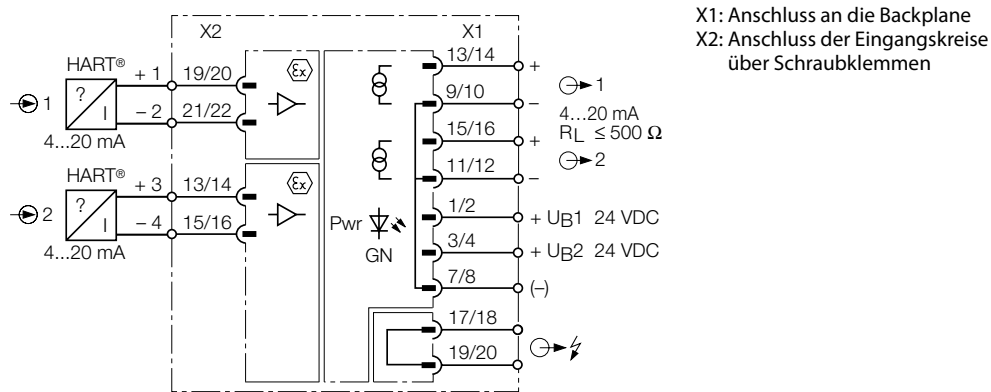 X1: Anschluss an die Backplane
X2: Anschluss der Eingangskreise
über Schraubklemmen
X2
X1
HART®
+ 1
19/20
Ex
1
?
I
– 2
21/22
4...20 mA
HART®
+ 3
13/14
Ex
2
?
I
– 4
15/16
4...20 mA
Pwr
GN
13/14
+
1
9/10
–
4…20 mA
RL ≤ 500 Ω
15/16
+
2
11/12
–
1/2
+ UB1 24 VDC
3/4
+ UB2 24 VDC
7/8
(–)
17/18
19/20